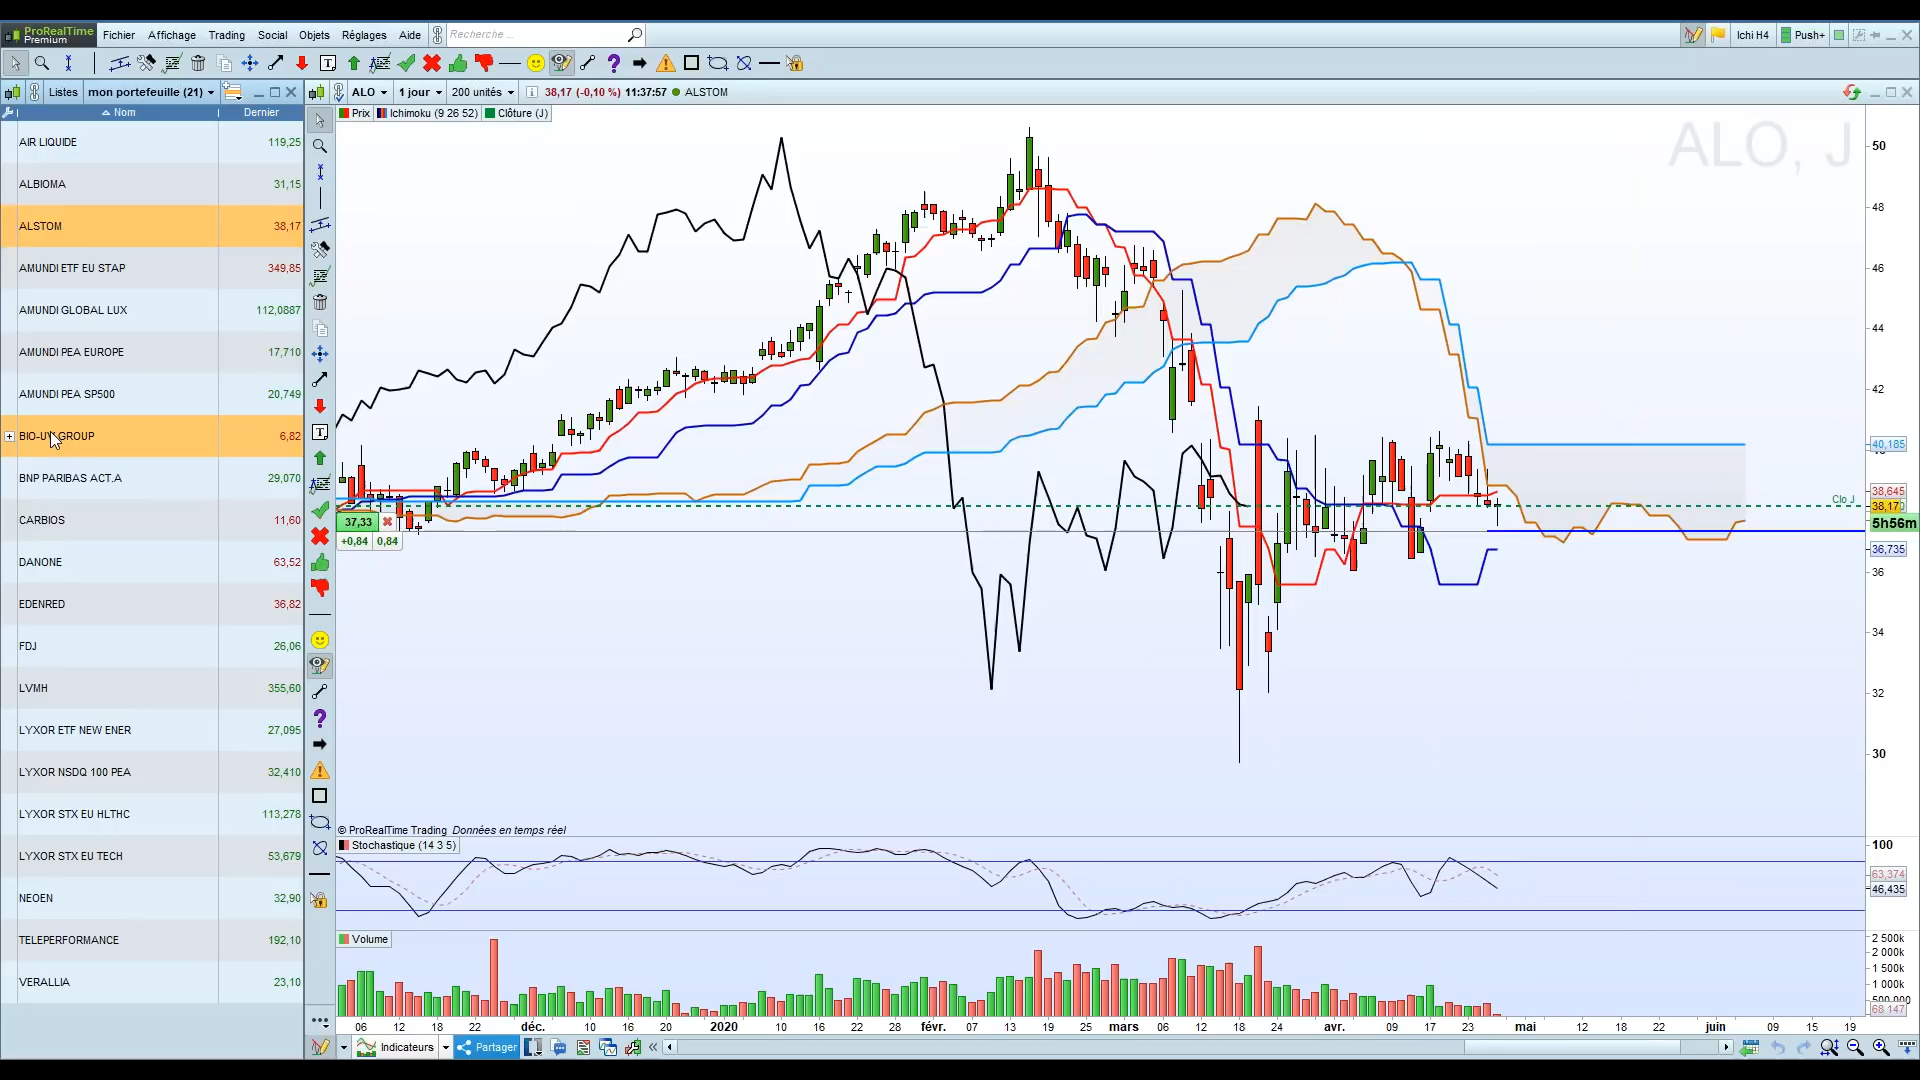 ProRealTime Premium
Fichier Affichage Trading Social Objets Réglages Aide
Recherche ...
Ichi H4 Push+
Listes mon portefeuille (21)
ALO 1 jour 200 unités 38,17 (-0,10 %) 11:37:57 ALSTOM
Nom Dernier
AIR LIQUIDE 119,25
ALBIOMA 31,15
ALSTOM 38,17
AMUNDI ETF EU STAP 349,85
AMUNDI GLOBAL LUX 112,0887
AMUNDI PEA EUROPE 17,710
AMUNDI PEA SP500 20,749
BIO-UV GROUP 6,82
BNP PARIBAS ACT.A 29,070
CARBIOS 11,60
DANONE 63,52
EDENRED 36,82
FDJ 26,06
LVMH 355,60
LYXOR ETF NEW ENER 27,095
LYXOR NSDQ 100 PEA 32,410
LYXOR STX EU HLTHC 113,278
LYXOR STX EU TECH 53,679
NEOEN 32,90
TELEPERFORMANCE 192,10
VERALLIA 23,10
Prix Ichimoku (9 26 52) Clôture (J)
ALO, J
50
48
46
44
42
40,185
38,645
Clo J
38,17
5h56m
36,735
36
34
32
30
37,33
+0,84 0,84
© ProRealTime Trading Données en temps réel
Stochastique (14 3 5)
100
63,374
46,435
Volume
2 500k
2 000k
1 500k
1 000k
500 000
68 147
06 12 18 22 déc. 10 16 20 2020 10 16 22 28 févr. 07 13 19 25 mars 06 12 18 24 avr. 09 17 23 mai 12 18 22 juin 09 15 19
Indicateurs Partager